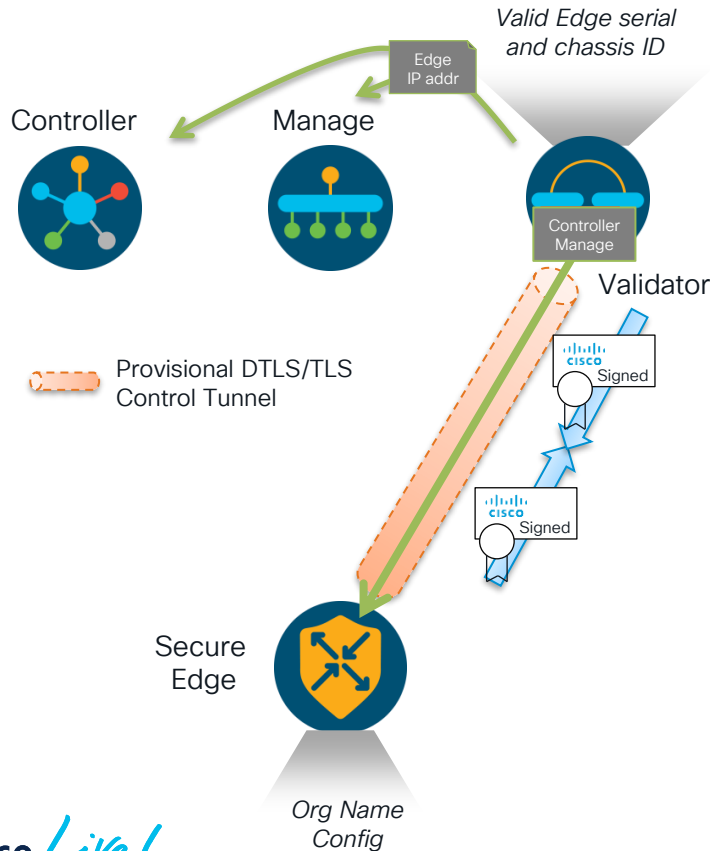 Valid Edge serial
and chassis ID
Edge
IP addr
Controller
Manage
Controller
Manage
Validator
Provisional DTLS/TLS
Control Tunnel
CISCO
Signed
CISCO
Signed
Secure
Edge
Org Name
Config
Live!